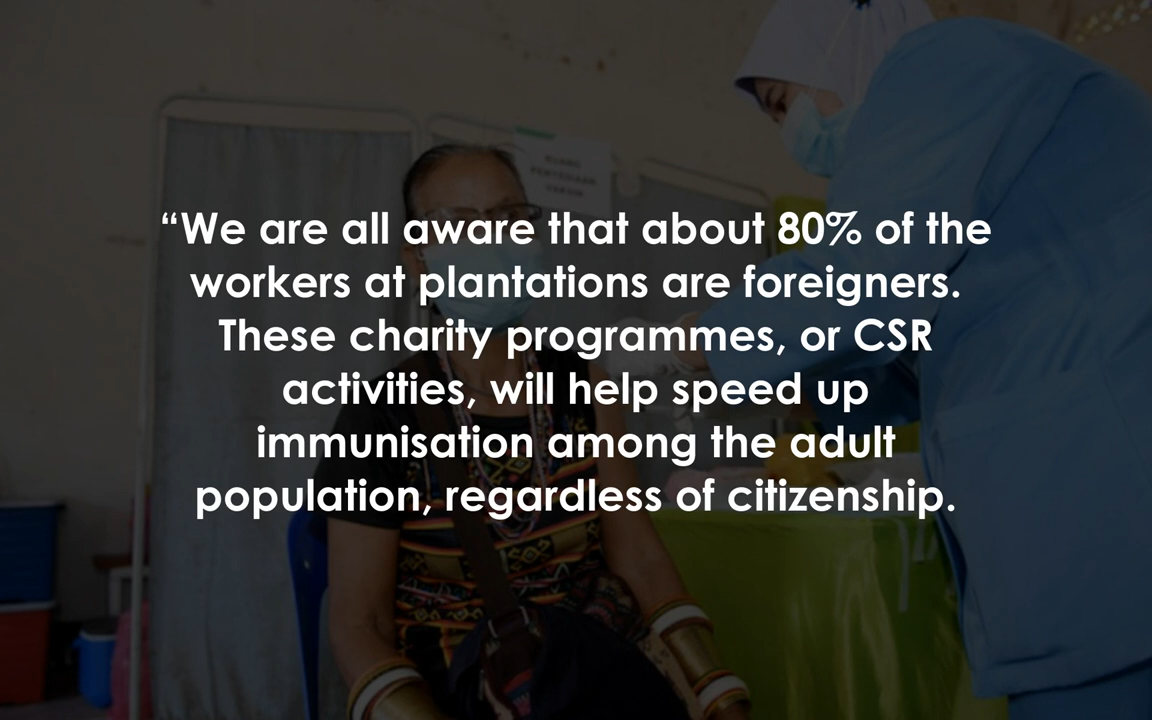 “We are all aware that about 80% of the
workers at plantations are foreigners.
These charity programmes, or CSR
activities, will help speed up
immunisation among the adult
population, regardless of citizenship.